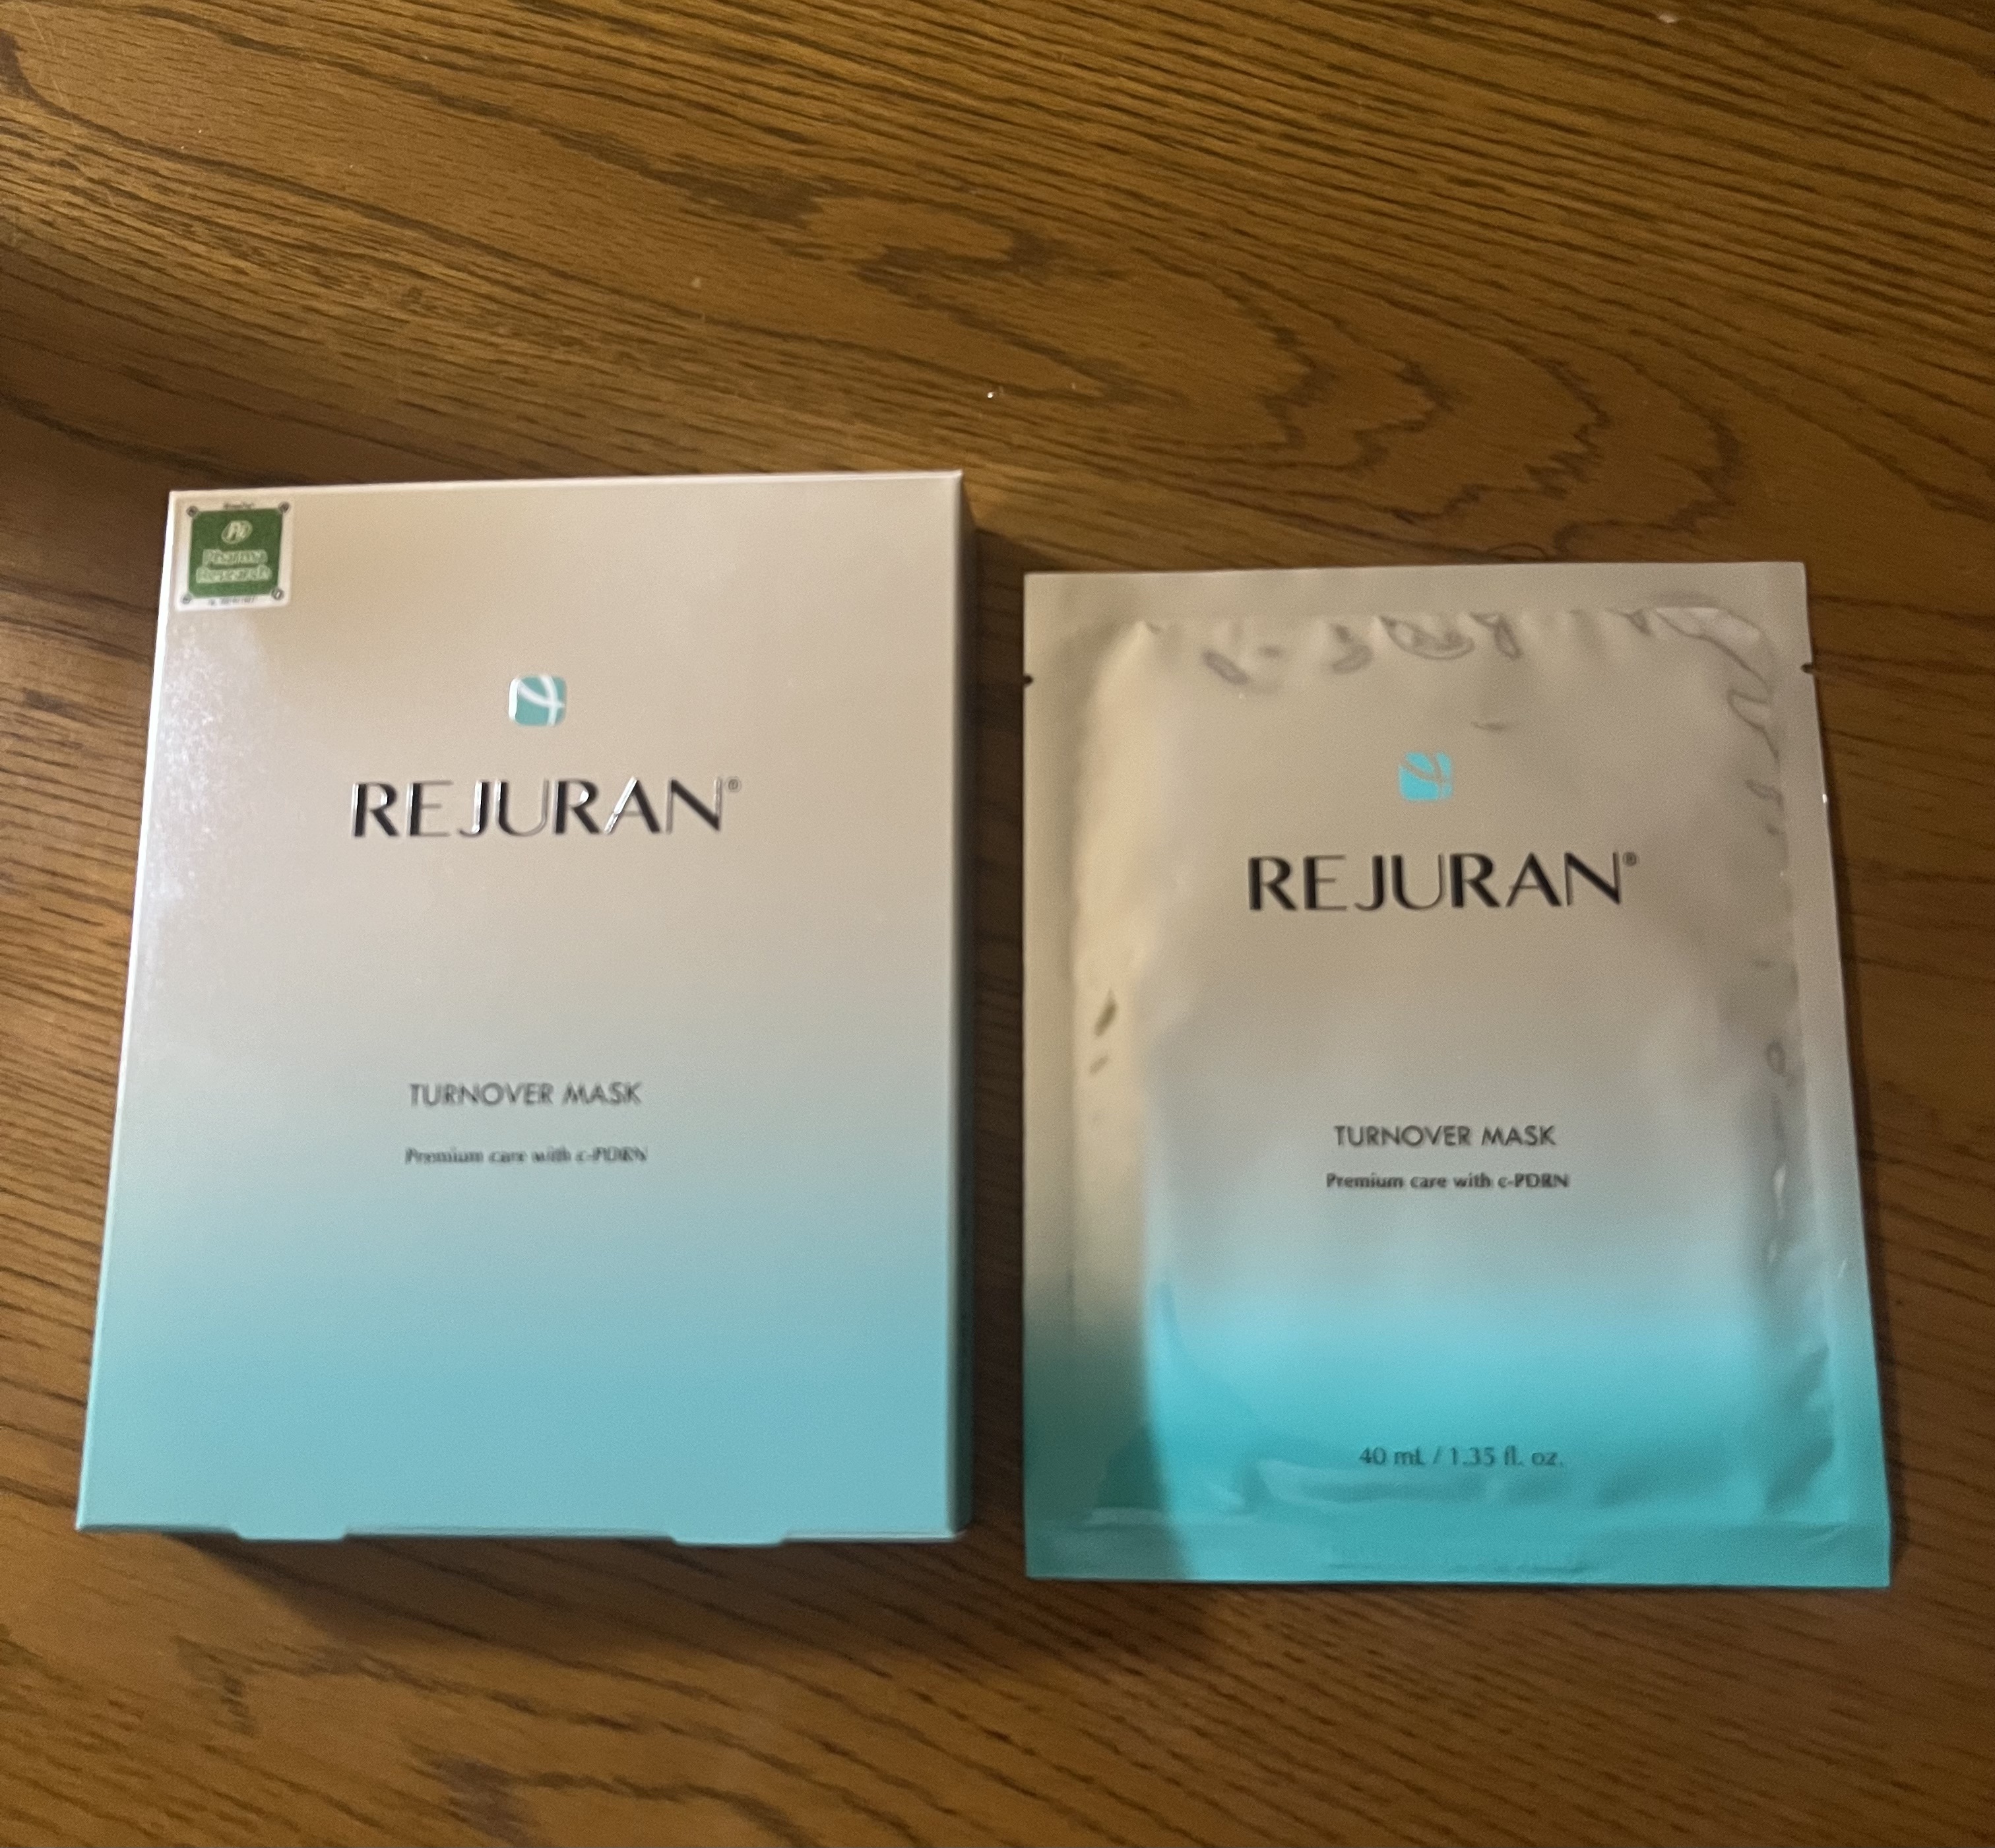 Pharma
Research
REJURAN®
TURNOVER MASK
Premium care with c-PDRN
REJURAN®
TURNOVER MASK
Premium care with c-PDRN
40 mL / 1.35 fl. oz.